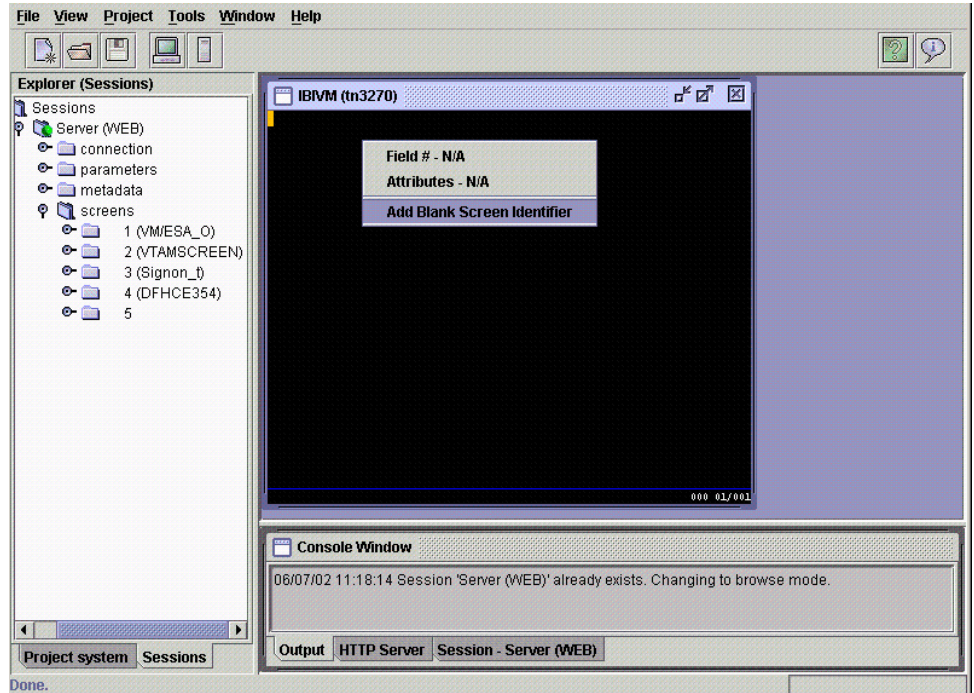 File View Project Tools Window Help
Explorer (Sessions)
Sessions
Server (WEB)
connection
parameters
metadata
screens
1 (VM/ESA_O)
2 (VTAMSCREEN)
3 (Signon_t)
4 (DFHCE354)
5
Project system Sessions
IBIVM (tn3270)
Field # - N/A
Attributes - N/A
Add Blank Screen Identifier
000 01/001
Console Window
06/07/02 11:18:14 Session 'Server (WEB)' already exists. Changing to browse mode.
Output HTTP Server Session - Server (WEB)
Done.